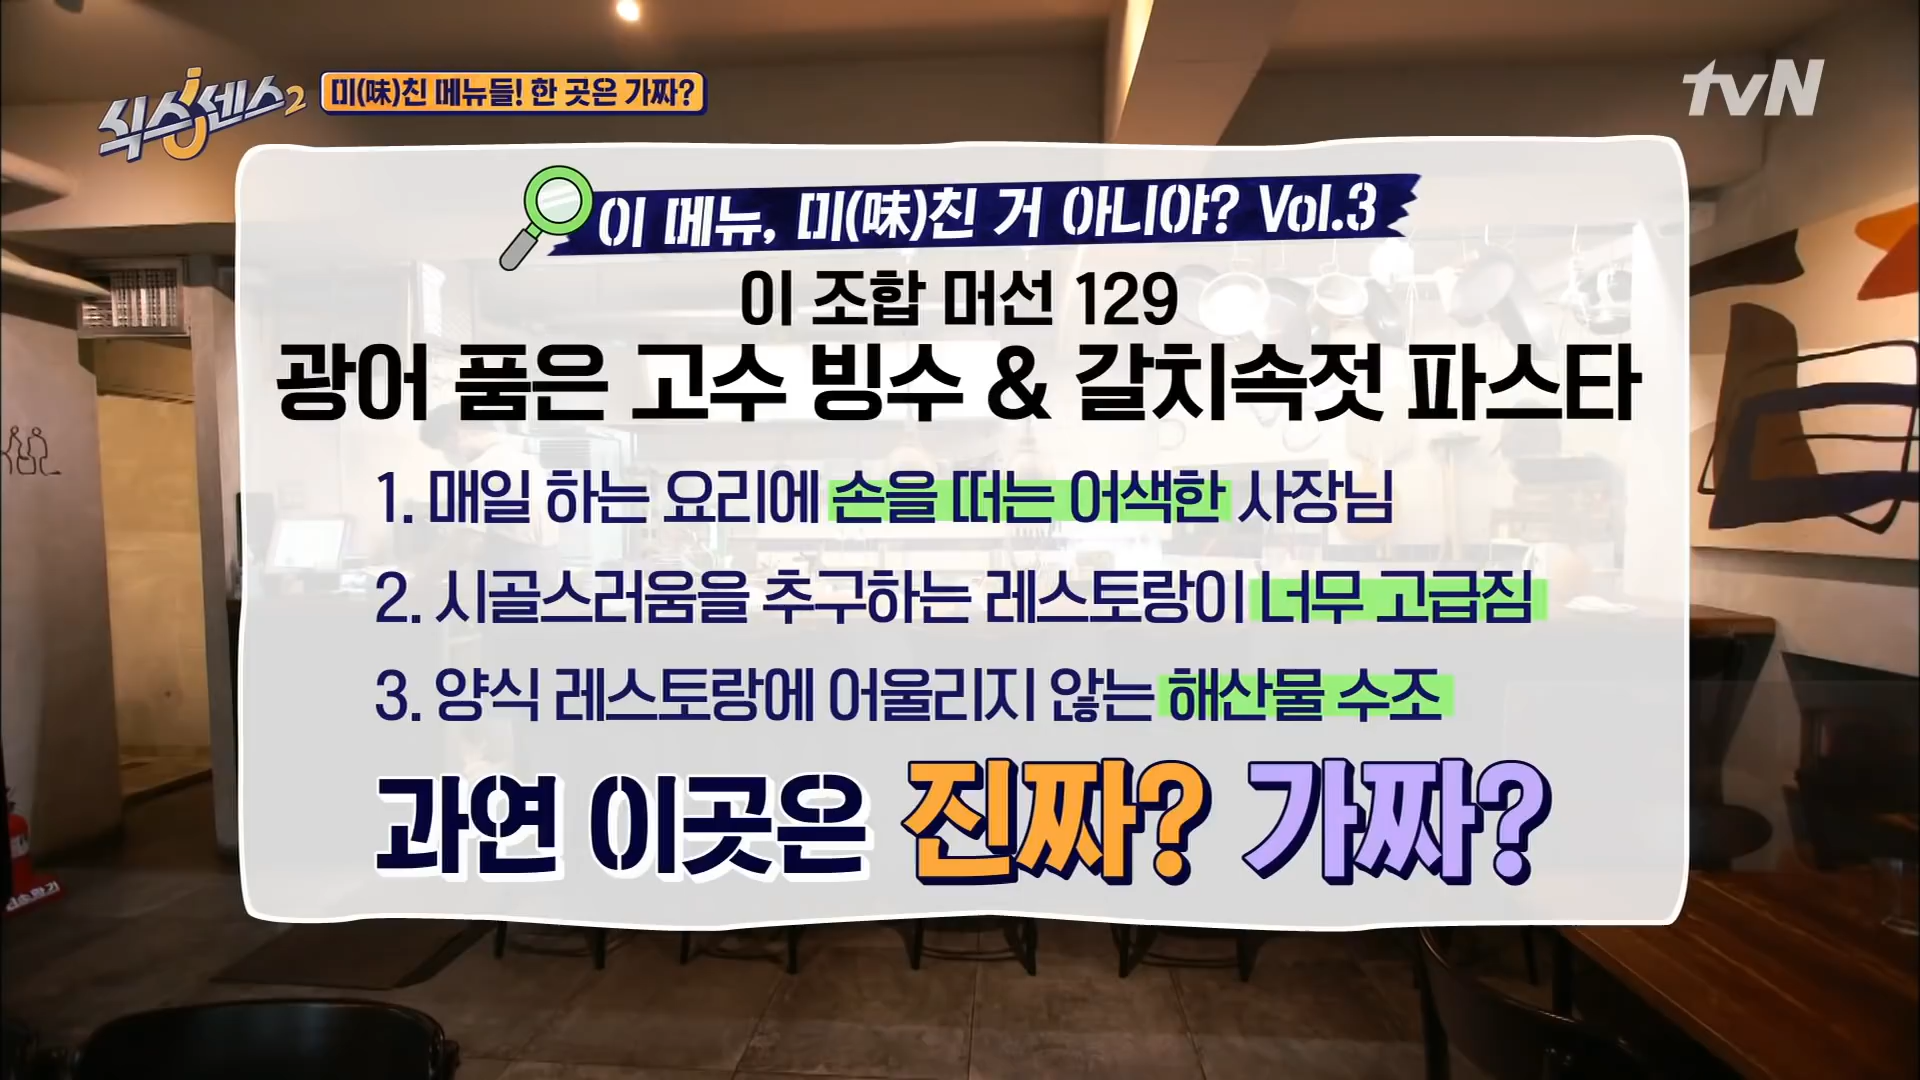 식스센스2
미(味)친 메뉴들! 한 곳은 가짜?
tvN
이 메뉴, 미(味)친 거 아니야? Vol.3
이 조합 머선 129
광어 품은 고수 빙수 & 갈치속젓 파스타
1. 매일 하는 요리에 손을 떠는 어색한 사장님
2. 시골스러움을 추구하는 레스토랑이 너무 고급짐
3. 양식 레스토랑에 어울리지 않는 해산물 수조
과연 이곳은 진짜? 가짜?